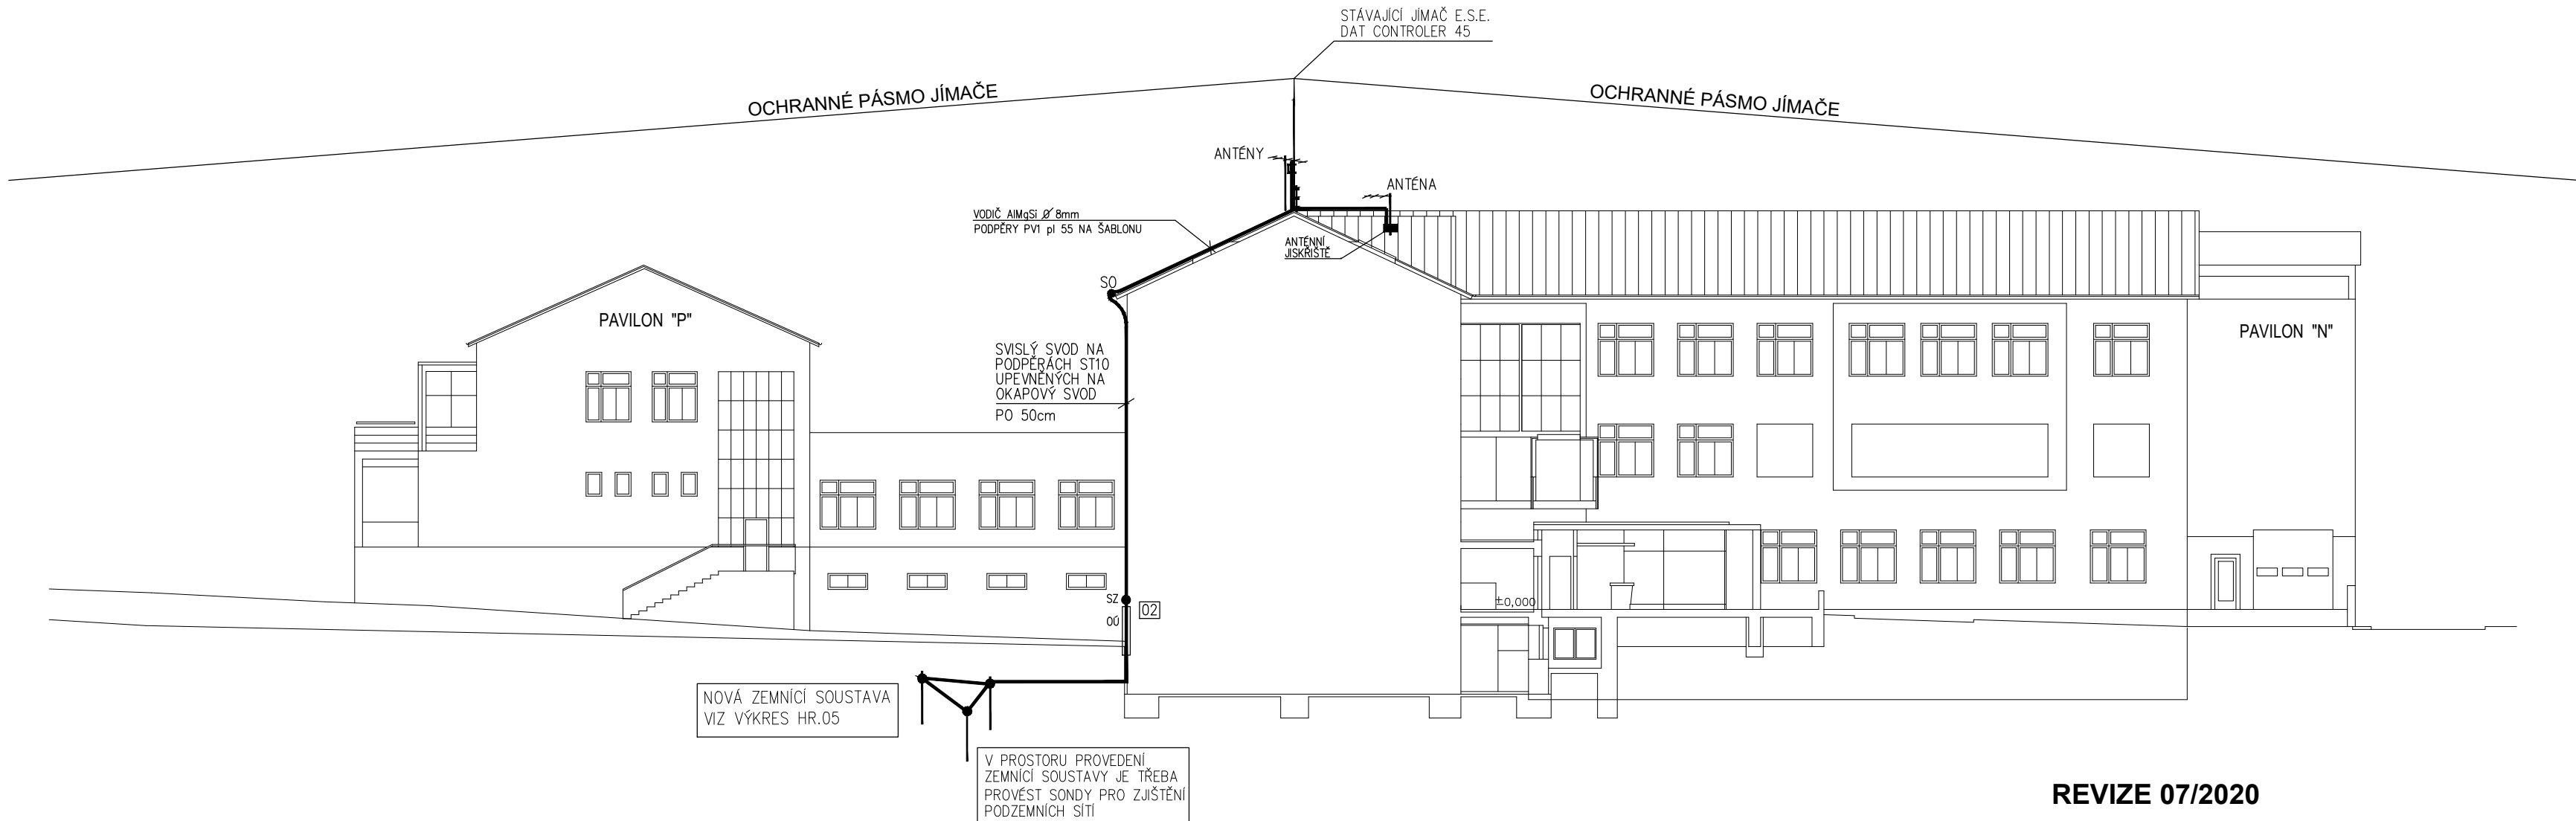 STÁVAJÍCÍ JÍMAČ E.S.E.
DAT CONTROLER 45
OCHRANNÉ PÁSMO JÍMAČE
OCHRANNÉ PÁSMO JÍMAČE
ANTÉNY
ANTÉNA
VODIČ AlMgSi Ø 8mm
PODPĚRY PV1 pl 55 NA ŠABLONU
ANTÉNNÍ
JISKŘIŠTĚ
SO
PAVILON "P"
PAVILON "N"
SVISLÝ SVOD NA
PODPĚRÁCH ST10
UPEVNĚNÝCH NA
OKAPOVÝ SVOD
PO 50cm
SZ
02
OÚ
±0,000
NOVÁ ZEMNÍCÍ SOUSTAVA
VIZ VÝKRES HR.05
V PROSTORU PROVEDENÍ
ZEMNÍCÍ SOUSTAVY JE TŘEBA
PROVÉST SONDY PRO ZJIŠTĚNÍ
PODZEMNÍCH SÍTÍ
REVIZE 07/2020